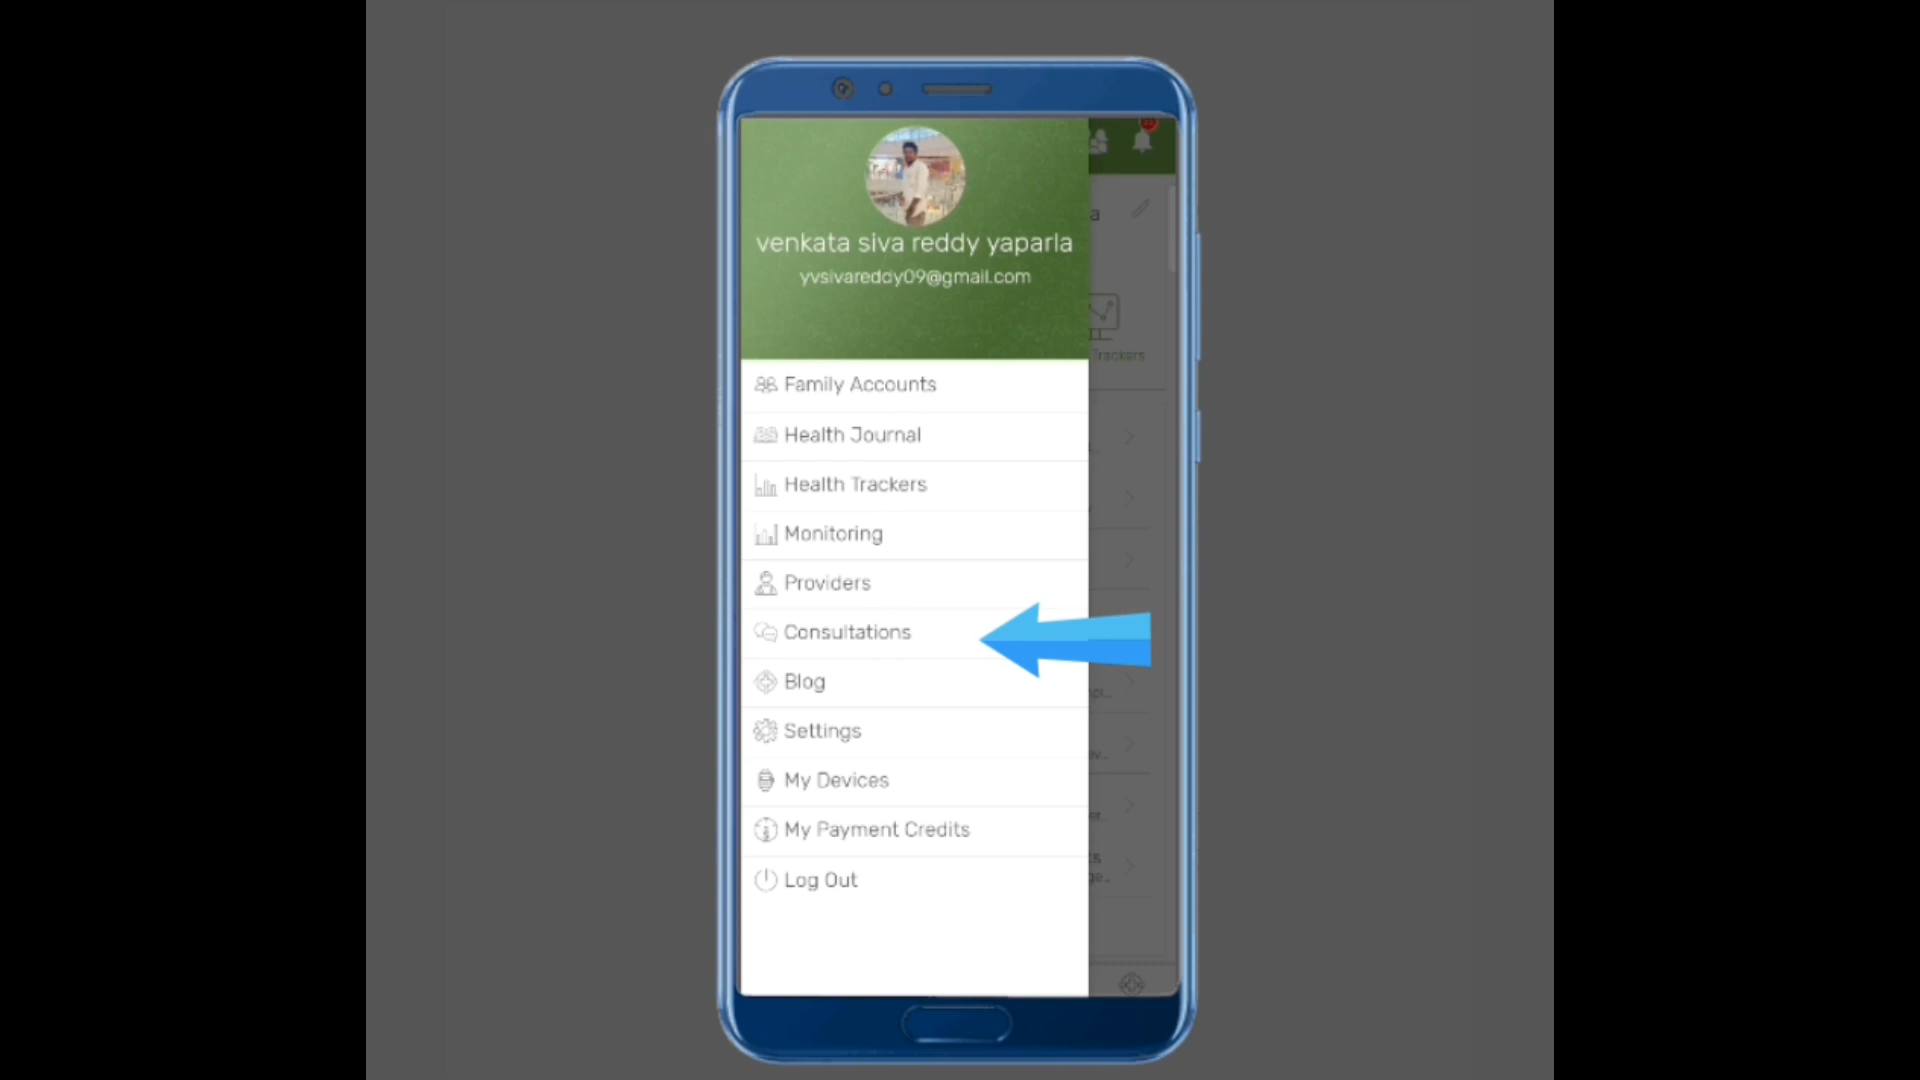 venkata siva reddy yaparla
yvsivareddy09@gmail.com
Family Accounts
Health Journal
Health Trackers
Monitoring
Providers
Consultations
Blog
Settings
My Devices
My Payment Credits
Log Out
a
Trackers